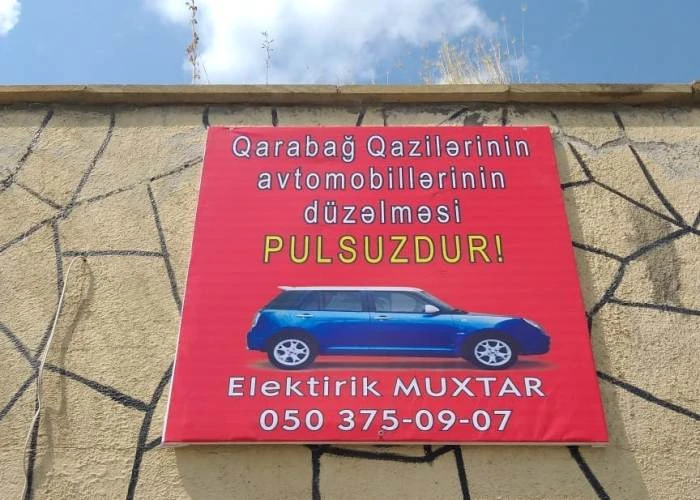 Qarabağ Qazilərinin
avtomobillərinin
düzəlməsi
PULSUZDUR!
Elektirik MUXTAR
050 375-09-07